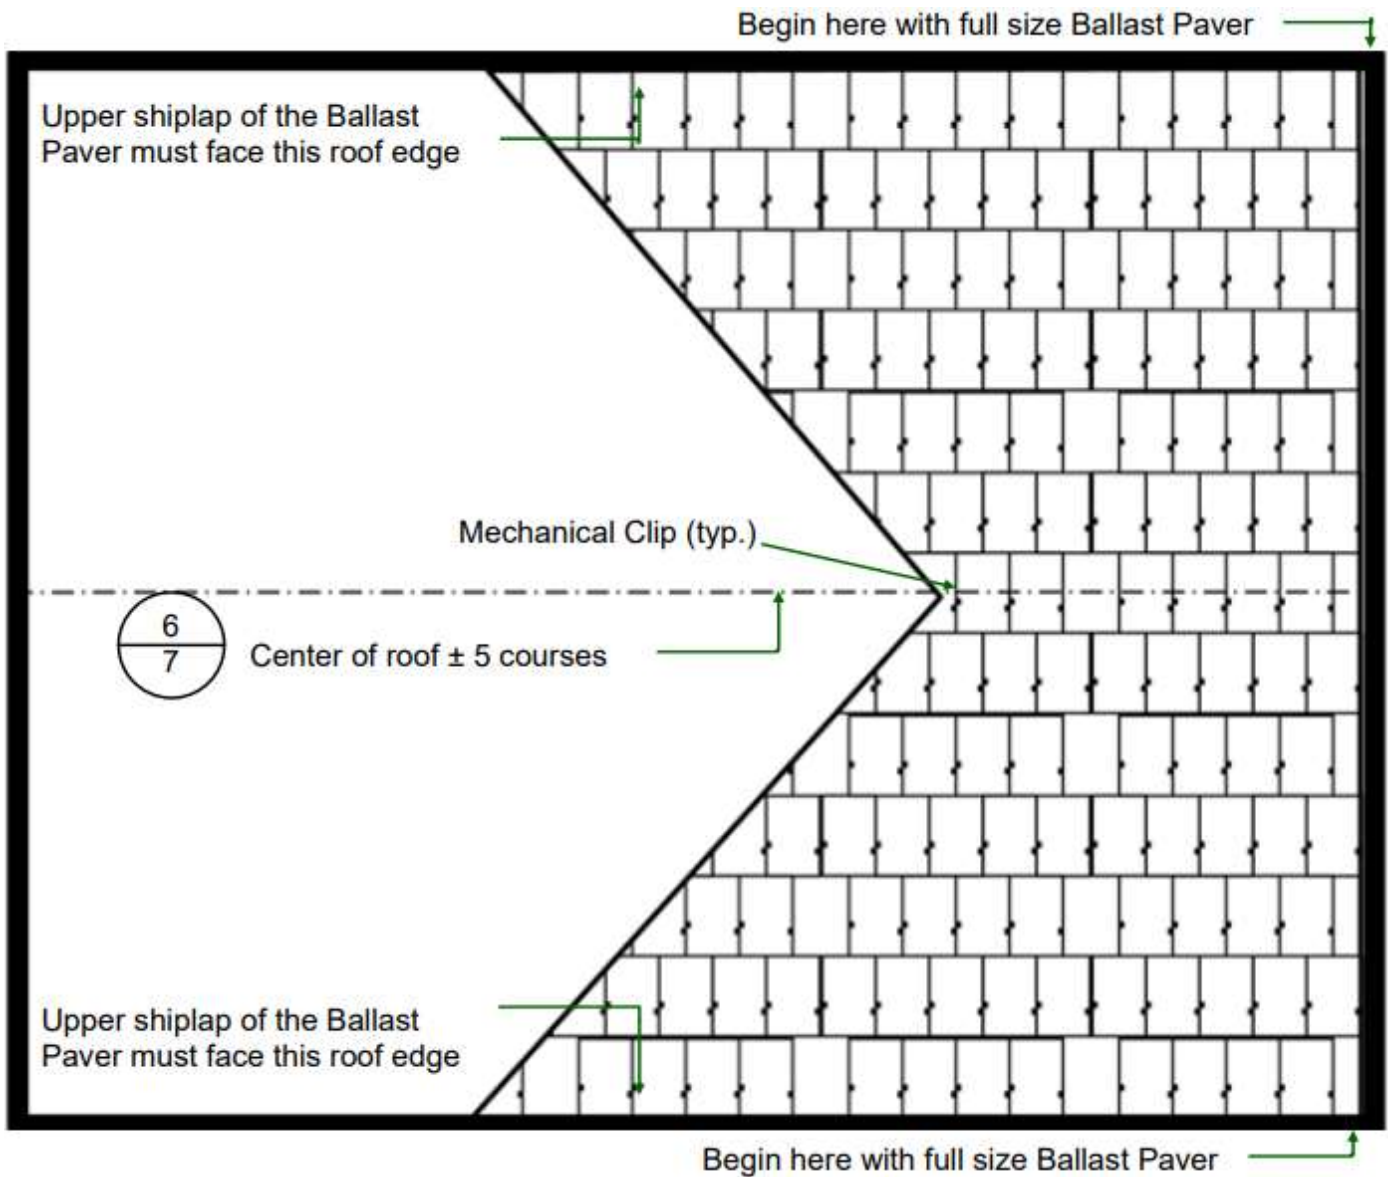 Begin here with full size Ballast Paver
Upper shiplap of the Ballast
Paver must face this roof edge
Mechanical Clip (typ.)
6
7
Center of roof ± 5 courses
Upper shiplap of the Ballast
Paver must face this roof edge
Begin here with full size Ballast Paver